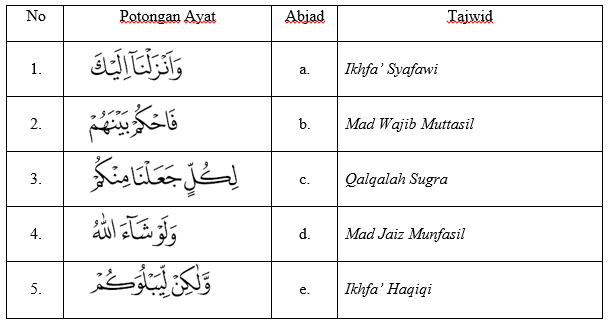 No Potongan Ayat Abjad Tajwid
1. وَاَنْزَلْنَآ اِلَيْكَ a. Ikhfa’ Syafawi
2. فَاحْكُمْ بَيْنَهُمْ b. Mad Wajib Muttasil
3. لِكُلٍّ جَعَلْنَا مِنْكُمْ c. Qalqalah Sugra
4. وَلَوْ شَاۤءَ اللّٰهُ d. Mad Jaiz Munfasil
5. وَلٰكِنْ لِّيَبْلُوَكُمْ e. Ikhfa’ Haqiqi